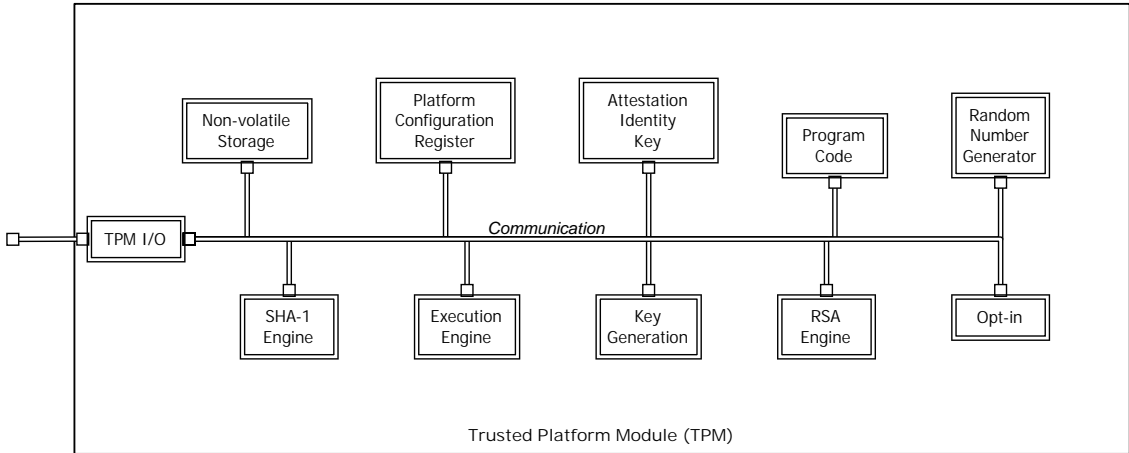 Non-volatile
Storage
Platform
Configuration
Register
Attestation
Identity
Key
Program
Code
Random
Number
Generator
TPM I/O
Communication
SHA-1
Engine
Execution
Engine
Key
Generation
RSA
Engine
Opt-in
Trusted Platform Module (TPM)